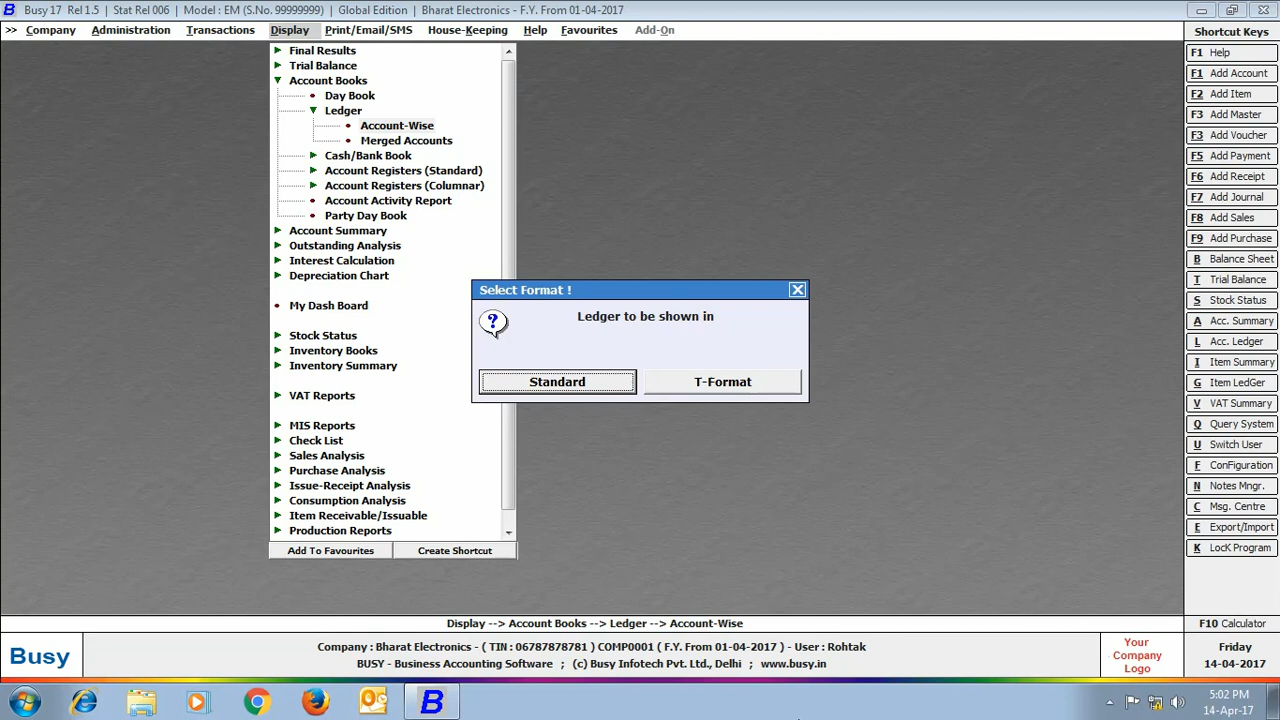 Busy 17 Rel 1.5 | Stat Rel 006 | Model : EM (S.No. 99999999) | Global Edition | Bharat Electronics - F.Y. From 01-04-2017
>> Company Administration Transactions Display Print/Email/SMS House-Keeping Help Favourites Add-On
Final Results
Trial Balance
Account Books
Day Book
Ledger
Account-Wise
Merged Accounts
Cash/Bank Book
Account Registers (Standard)
Account Registers (Columnar)
Account Activity Report
Party Day Book
Account Summary
Outstanding Analysis
Interest Calculation
Depreciation Chart
My Dash Board
Stock Status
Inventory Books
Inventory Summary
VAT Reports
MIS Reports
Check List
Sales Analysis
Purchase Analysis
Issue-Receipt Analysis
Consumption Analysis
Item Receivable/Issuable
Production Reports
Add To Favourites Create Shortcut
Select Format !
Ledger to be shown in
Standard T-Format
Shortcut Keys
F1 Help
F1 Add Account
F2 Add Item
F3 Add Master
F3 Add Voucher
F5 Add Payment
F6 Add Receipt
F7 Add Journal
F8 Add Sales
F9 Add Purchase
B Balance Sheet
T Trial Balance
S Stock Status
A Acc. Summary
L Acc. Ledger
I Item Summary
G Item LedGer
V VAT Summary
Q Query System
U Switch User
F ConFiguration
N Notes Mngr.
C Msg. Centre
E Export/Import
K LocK Program
F10 Calculator
Display --> Account Books --> Ledger --> Account-Wise
Busy
Company : Bharat Electronics - ( TIN : 06787878781 ) COMP0001 ( F.Y. From 01-04-2017 ) - User : Rohtak
BUSY - Business Accounting Software ; (c) Busy Infotech Pvt. Ltd., Delhi ; www.busy.in
Your
Company
Logo
Friday
14-04-2017
5:02 PM
14-Apr-17